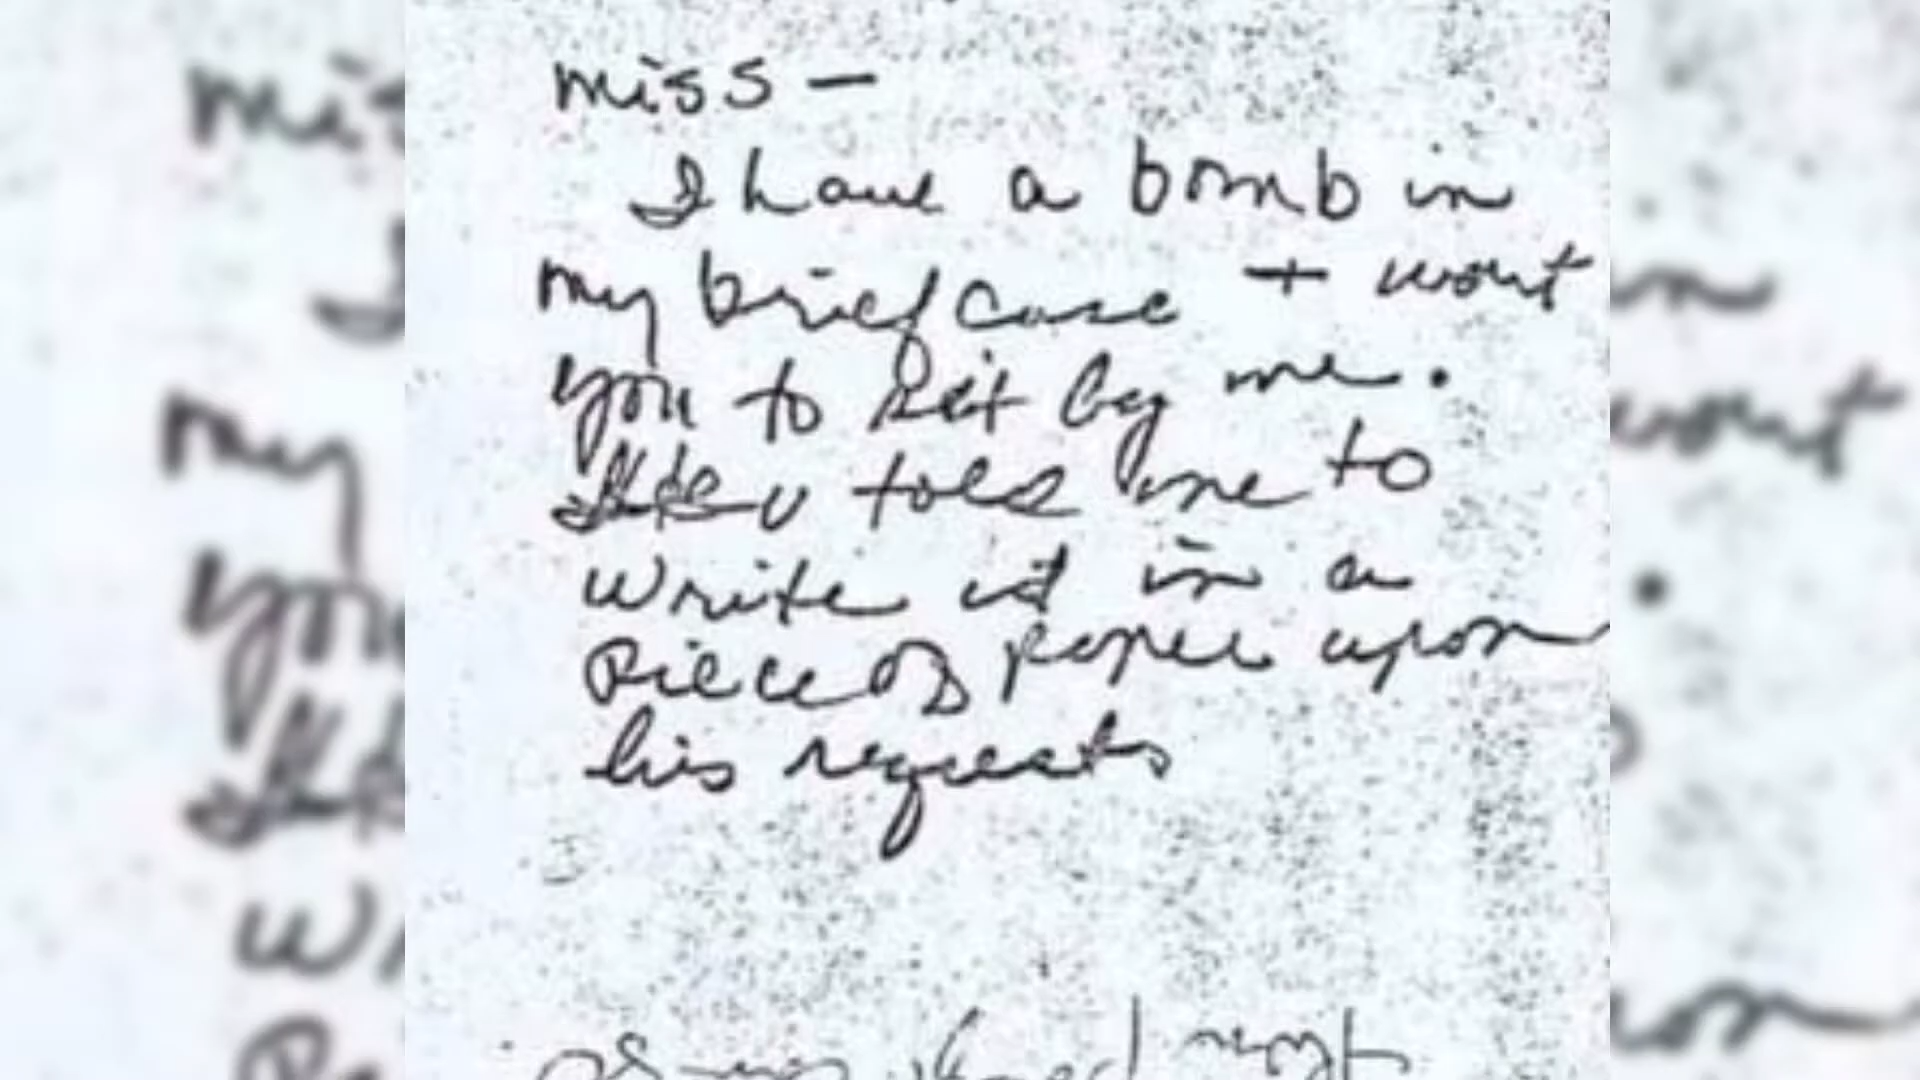 miss —
I have a bomb in
my briefcase + want
you to sit by me.
told me to
write it in a
piece of paper upon
his requests